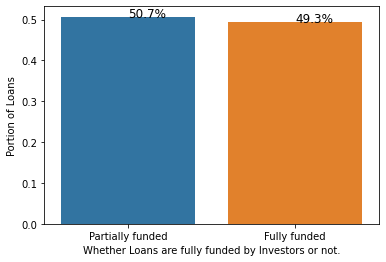 50.7%
49.3%
0.5
0.4
0.3
0.2
0.1
0.0
Portion of Loans
Partially funded
Fully funded
Whether Loans are fully funded by Investors or not.